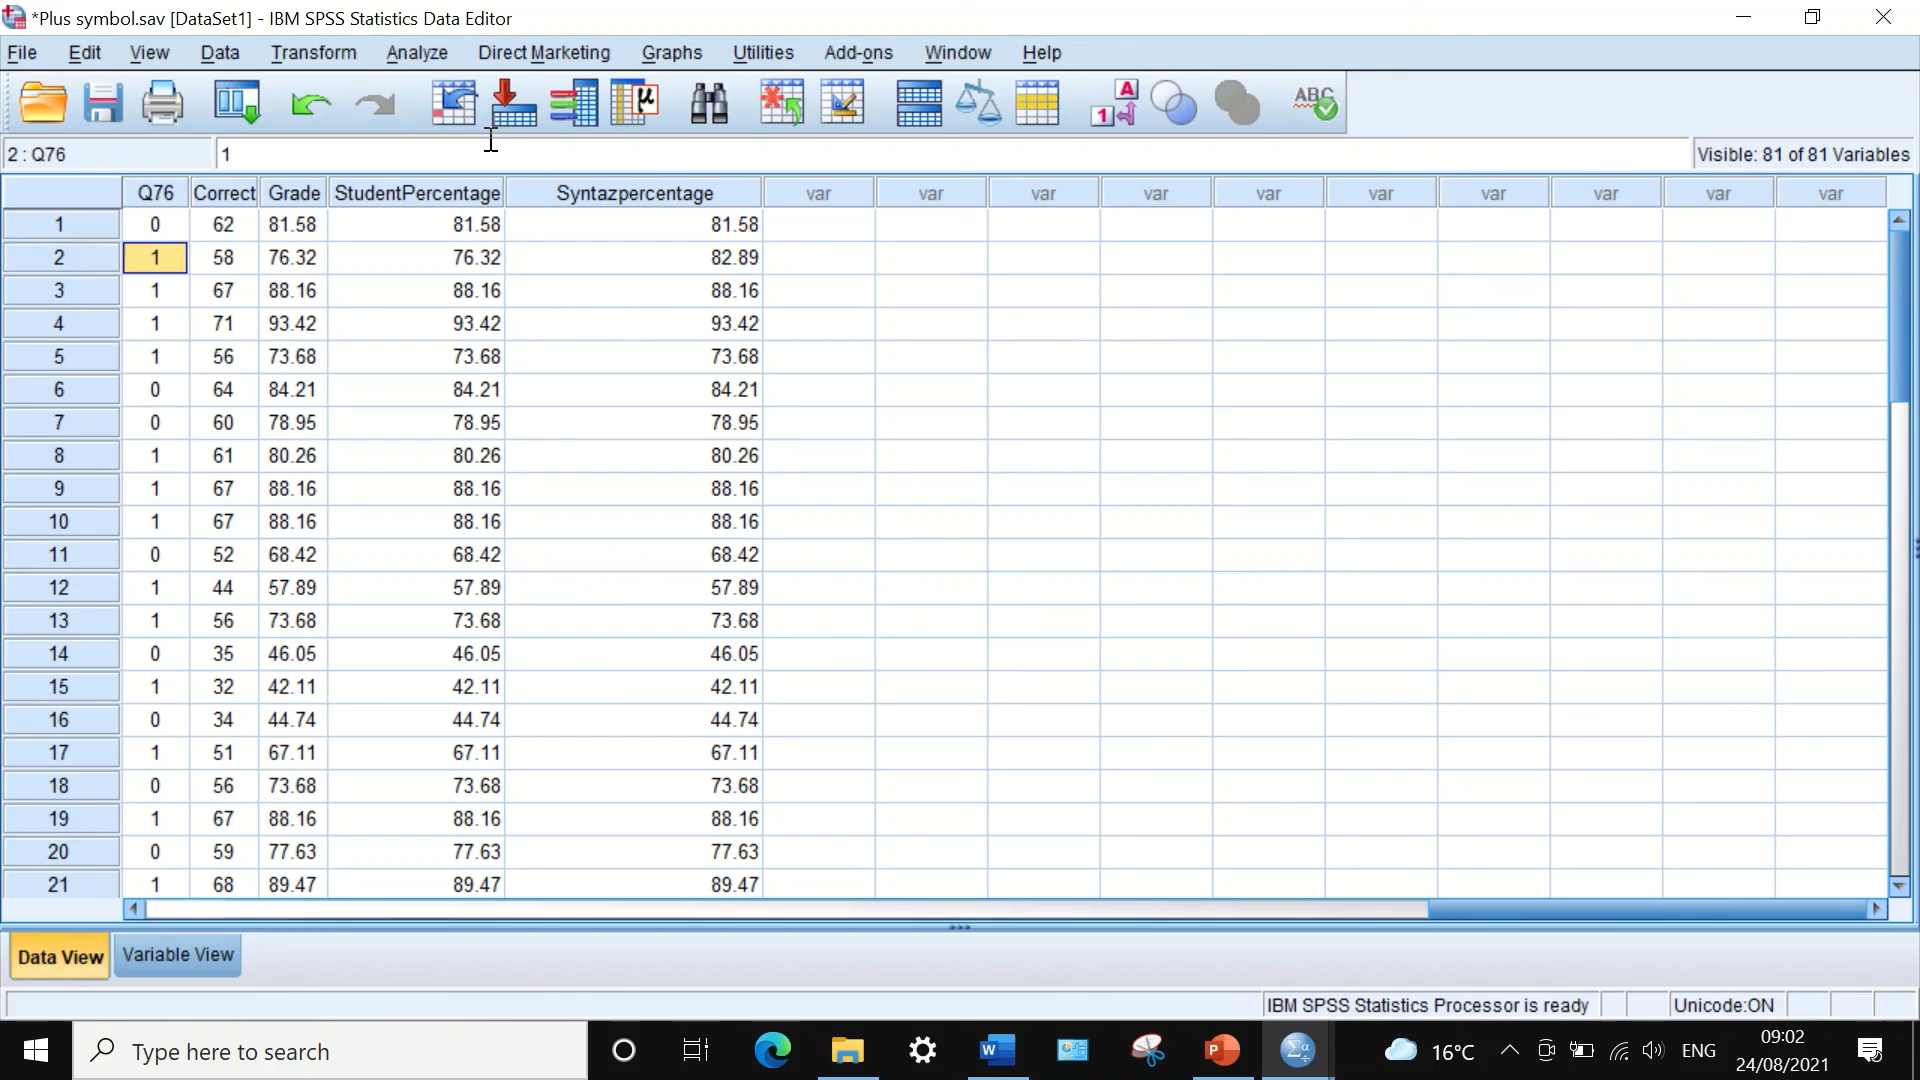 *Plus symbol.sav [DataSet1] - IBM SPSS Statistics Data Editor
File Edit View Data Transform Analyze Direct Marketing Graphs Utilities Add-ons Window Help
μ 1 A ABC
2 : Q76 1 Visible: 81 of 81 Variables
Q76 Correct Grade StudentPercentage Syntazpercentage var var var var var var var var var var
1 0 62 81.58 81.58 81.58
2 1 58 76.32 76.32 82.89
3 1 67 88.16 88.16 88.16
4 1 71 93.42 93.42 93.42
5 1 56 73.68 73.68 73.68
6 0 64 84.21 84.21 84.21
7 0 60 78.95 78.95 78.95
8 1 61 80.26 80.26 80.26
9 1 67 88.16 88.16 88.16
10 1 67 88.16 88.16 88.16
11 0 52 68.42 68.42 68.42
12 1 44 57.89 57.89 57.89
13 1 56 73.68 73.68 73.68
14 0 35 46.05 46.05 46.05
15 1 32 42.11 42.11 42.11
16 0 34 44.74 44.74 44.74
17 1 51 67.11 67.11 67.11
18 0 56 73.68 73.68 73.68
19 1 67 88.16 88.16 88.16
20 0 59 77.63 77.63 77.63
21 1 68 89.47 89.47 89.47
Data View Variable View
IBM SPSS Statistics Processor is ready Unicode:ON
Type here to search W P Σα 16°C ENG 09:02
24/08/2021